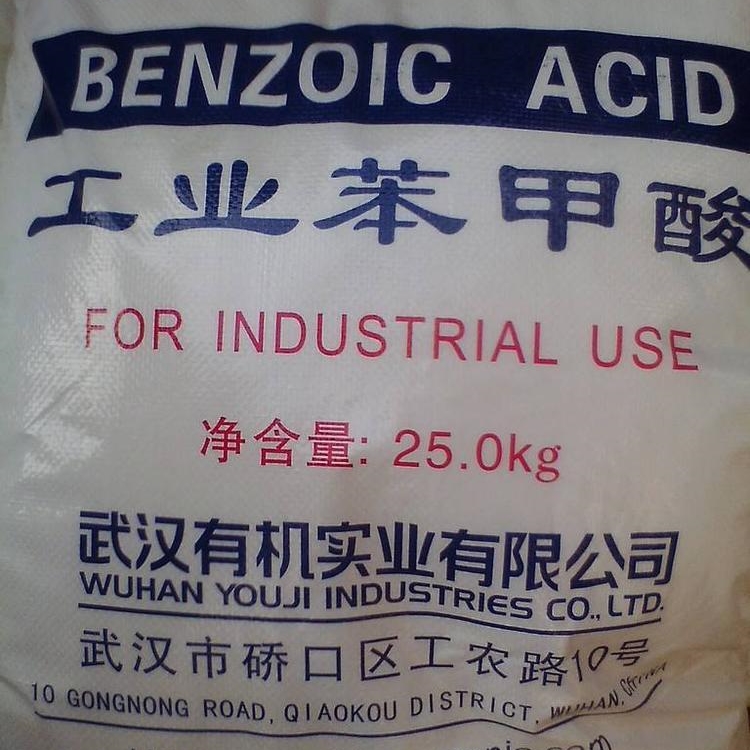 BENZOIC ACID
工业苯甲酸
FOR INDUSTRIAL USE
净含量: 25.0kg
武汉有机实业有限公司
WUHAN YOUJI INDUSTRIES CO., LTD.
武汉市硚口区工农路10号
10 GONGNONG ROAD, QIAOKOU DISTRICT, WUHAN, China